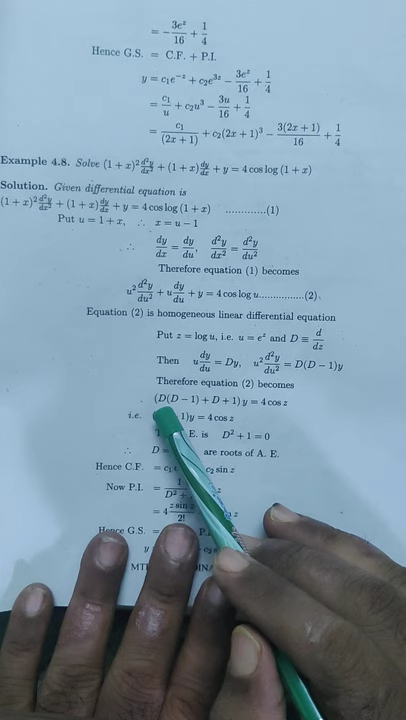 = − 3eᶻ/16 + 1/4
Hence G.S. = C.F. + P.I.
y = c₁e⁻ᶻ + c₂e³ᶻ − 3eᶻ/16 + 1/4
= c₁/u + c₂u³ − 3u/16 + 1/4
= c₁/(2x + 1) + c₂(2x + 1)³ − 3(2x + 1)/16 + 1/4
Example 4.8. Solve (1 + x)² d²y/dx² + (1 + x) dy/dx + y = 4 cos log (1 + x)
Solution. Given differential equation is
(1 + x)² d²y/dx² + (1 + x) dy/dx + y = 4 cos log (1 + x) ............(1)
Put u = 1 + x, ∴ x = u − 1
∴ dy/dx = dy/du, d²y/dx² = d²y/du²
Therefore equation (1) becomes
u² d²y/du² + u dy/du + y = 4 cos log u...............(2)
Equation (2) is homogeneous linear differential equation
Put z = log u, i.e. u = eᶻ and D ≡ d/dz
Then u dy/du = Dy, u² d²y/du² = D(D − 1)y
Therefore equation (2) becomes
(D(D − 1) + D + 1) y = 4 cos z
i.e. 1)y = 4 cos z
E. is D² + 1 = 0
∴ D = are roots of A. E.
Hence C.F. = c₁ c₂ sin z
Now P.I. = 1/D² +
= 4 z sin z/2!
Hence G.S. =
y